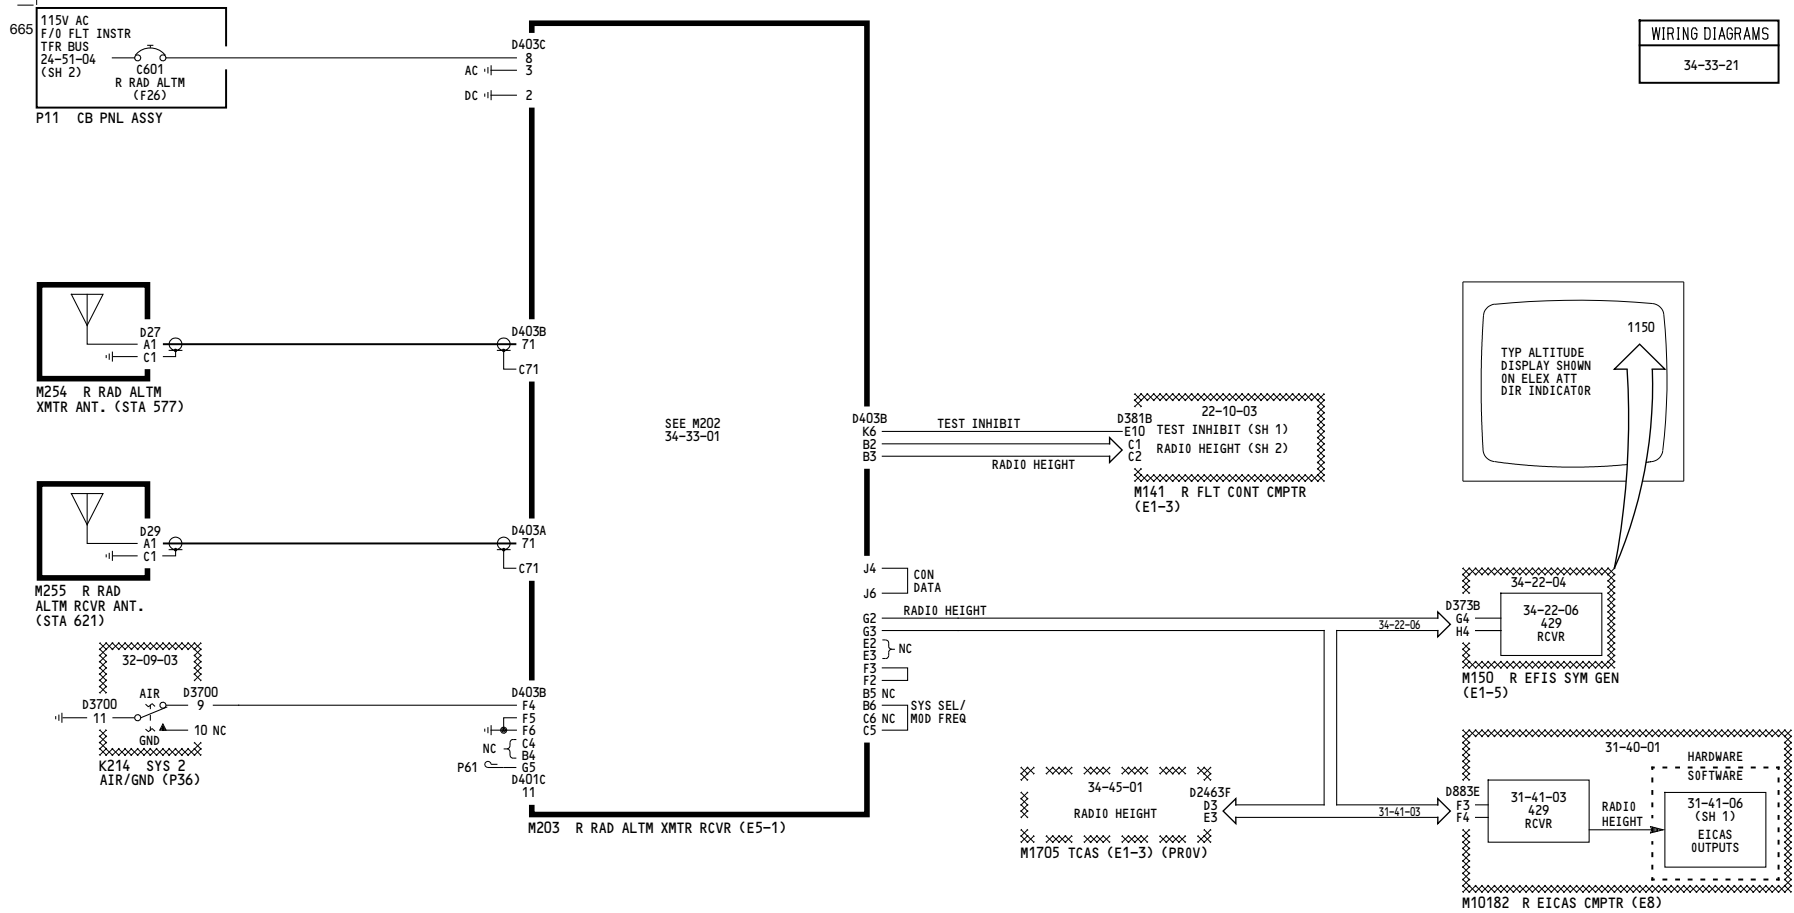 665
115V AC
F/O FLT INSTR
TFR BUS
24-51-04
(SH 2)
C601
R RAD ALTM
(F26)
P11 CB PNL ASSY
D403C
8
AC 3
DC 2
WIRING DIAGRAMS
34-33-21
D27
A1
C1
M254 R RAD ALTM
XMTR ANT. (STA 577)
D403B
71
C71
D29
A1
C1
M255 R RAD
ALTM RCVR ANT.
(STA 621)
D403A
71
C71
32-09-03
D3700
11
AIR
GND
D3700
9
10 NC
K214 SYS 2
AIR/GND (P36)
D403B
F4
F5
F6
NC
C4
B4
P61
G5
D401C
11
SEE M202
34-33-01
M203 R RAD ALTM XMTR RCVR (E5-1)
D403B
K6
B2
B3
TEST INHIBIT
RADIO HEIGHT
D381B
E10
C1
C2
22-10-03
TEST INHIBIT (SH 1)
RADIO HEIGHT (SH 2)
M141 R FLT CONT CMPTR
(E1-3)
J4
J6
CON
DATA
G2
G3
RADIO HEIGHT
E2
E3
NC
F3
F2
B5 NC
B6
C6 NC
C5
SYS SEL/
MOD FREQ
34-22-06
1150
TYP ALTITUDE
DISPLAY SHOWN
ON ELEX ATT
DIR INDICATOR
34-22-04
D373B
G4
H4
34-22-06
429
RCVR
M150 R EFIS SYM GEN
(E1-5)
34-45-01
RADIO HEIGHT
D2463F
D3
E3
M1705 TCAS (E1-3) (PROV)
31-41-03
31-40-01
D883E
F3
F4
31-41-03
429
RCVR
RADIO
HEIGHT
HARDWARE
SOFTWARE
31-41-06
(SH 1)
EICAS
OUTPUTS
M10182 R EICAS CMPTR (E8)